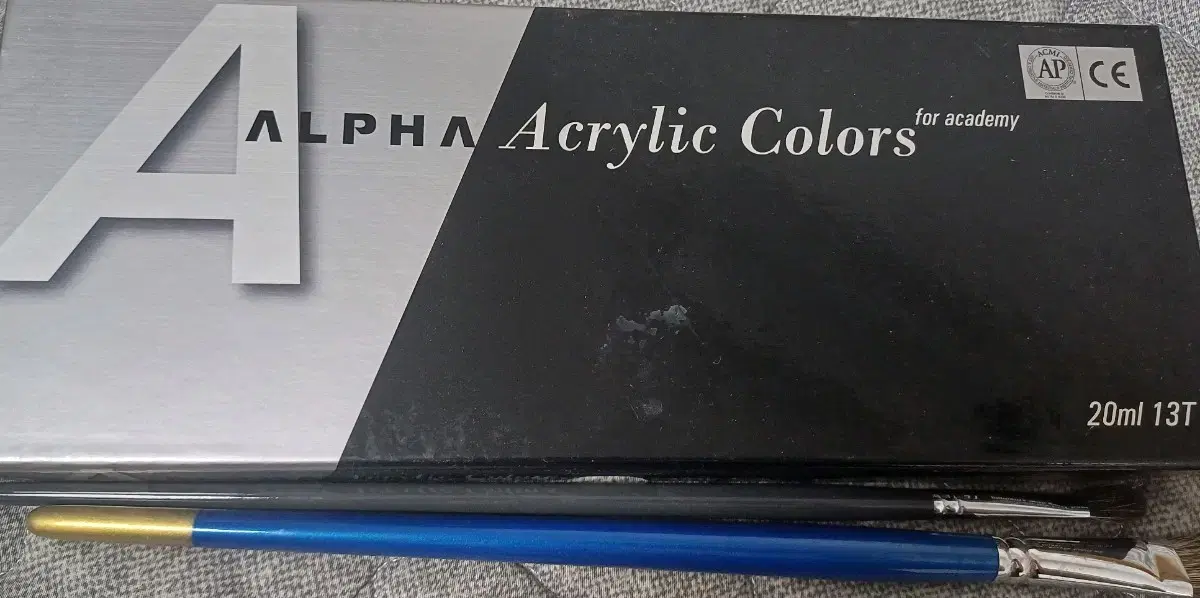 A
ALPHA Acrylic Colors for academy
ACMI
AP
CE
20ml 13T